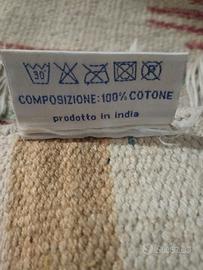 30
COMPOSIZIONE: 100% COTONE
prodotto in india